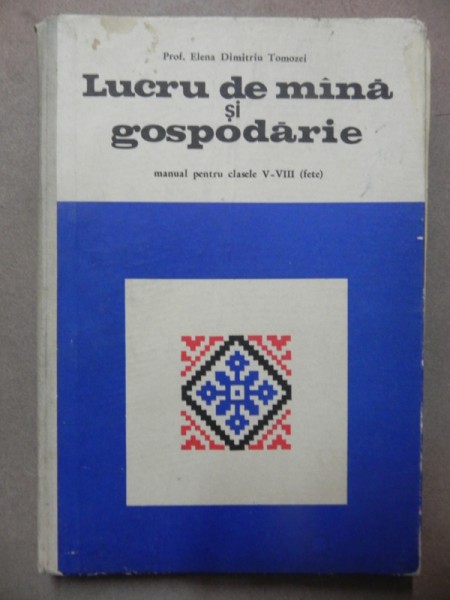 Prof. Elena Dimitriu Tomozei
Lucru de mînă
și
gospodărie
manual pentru clasele V-VIII (fete)